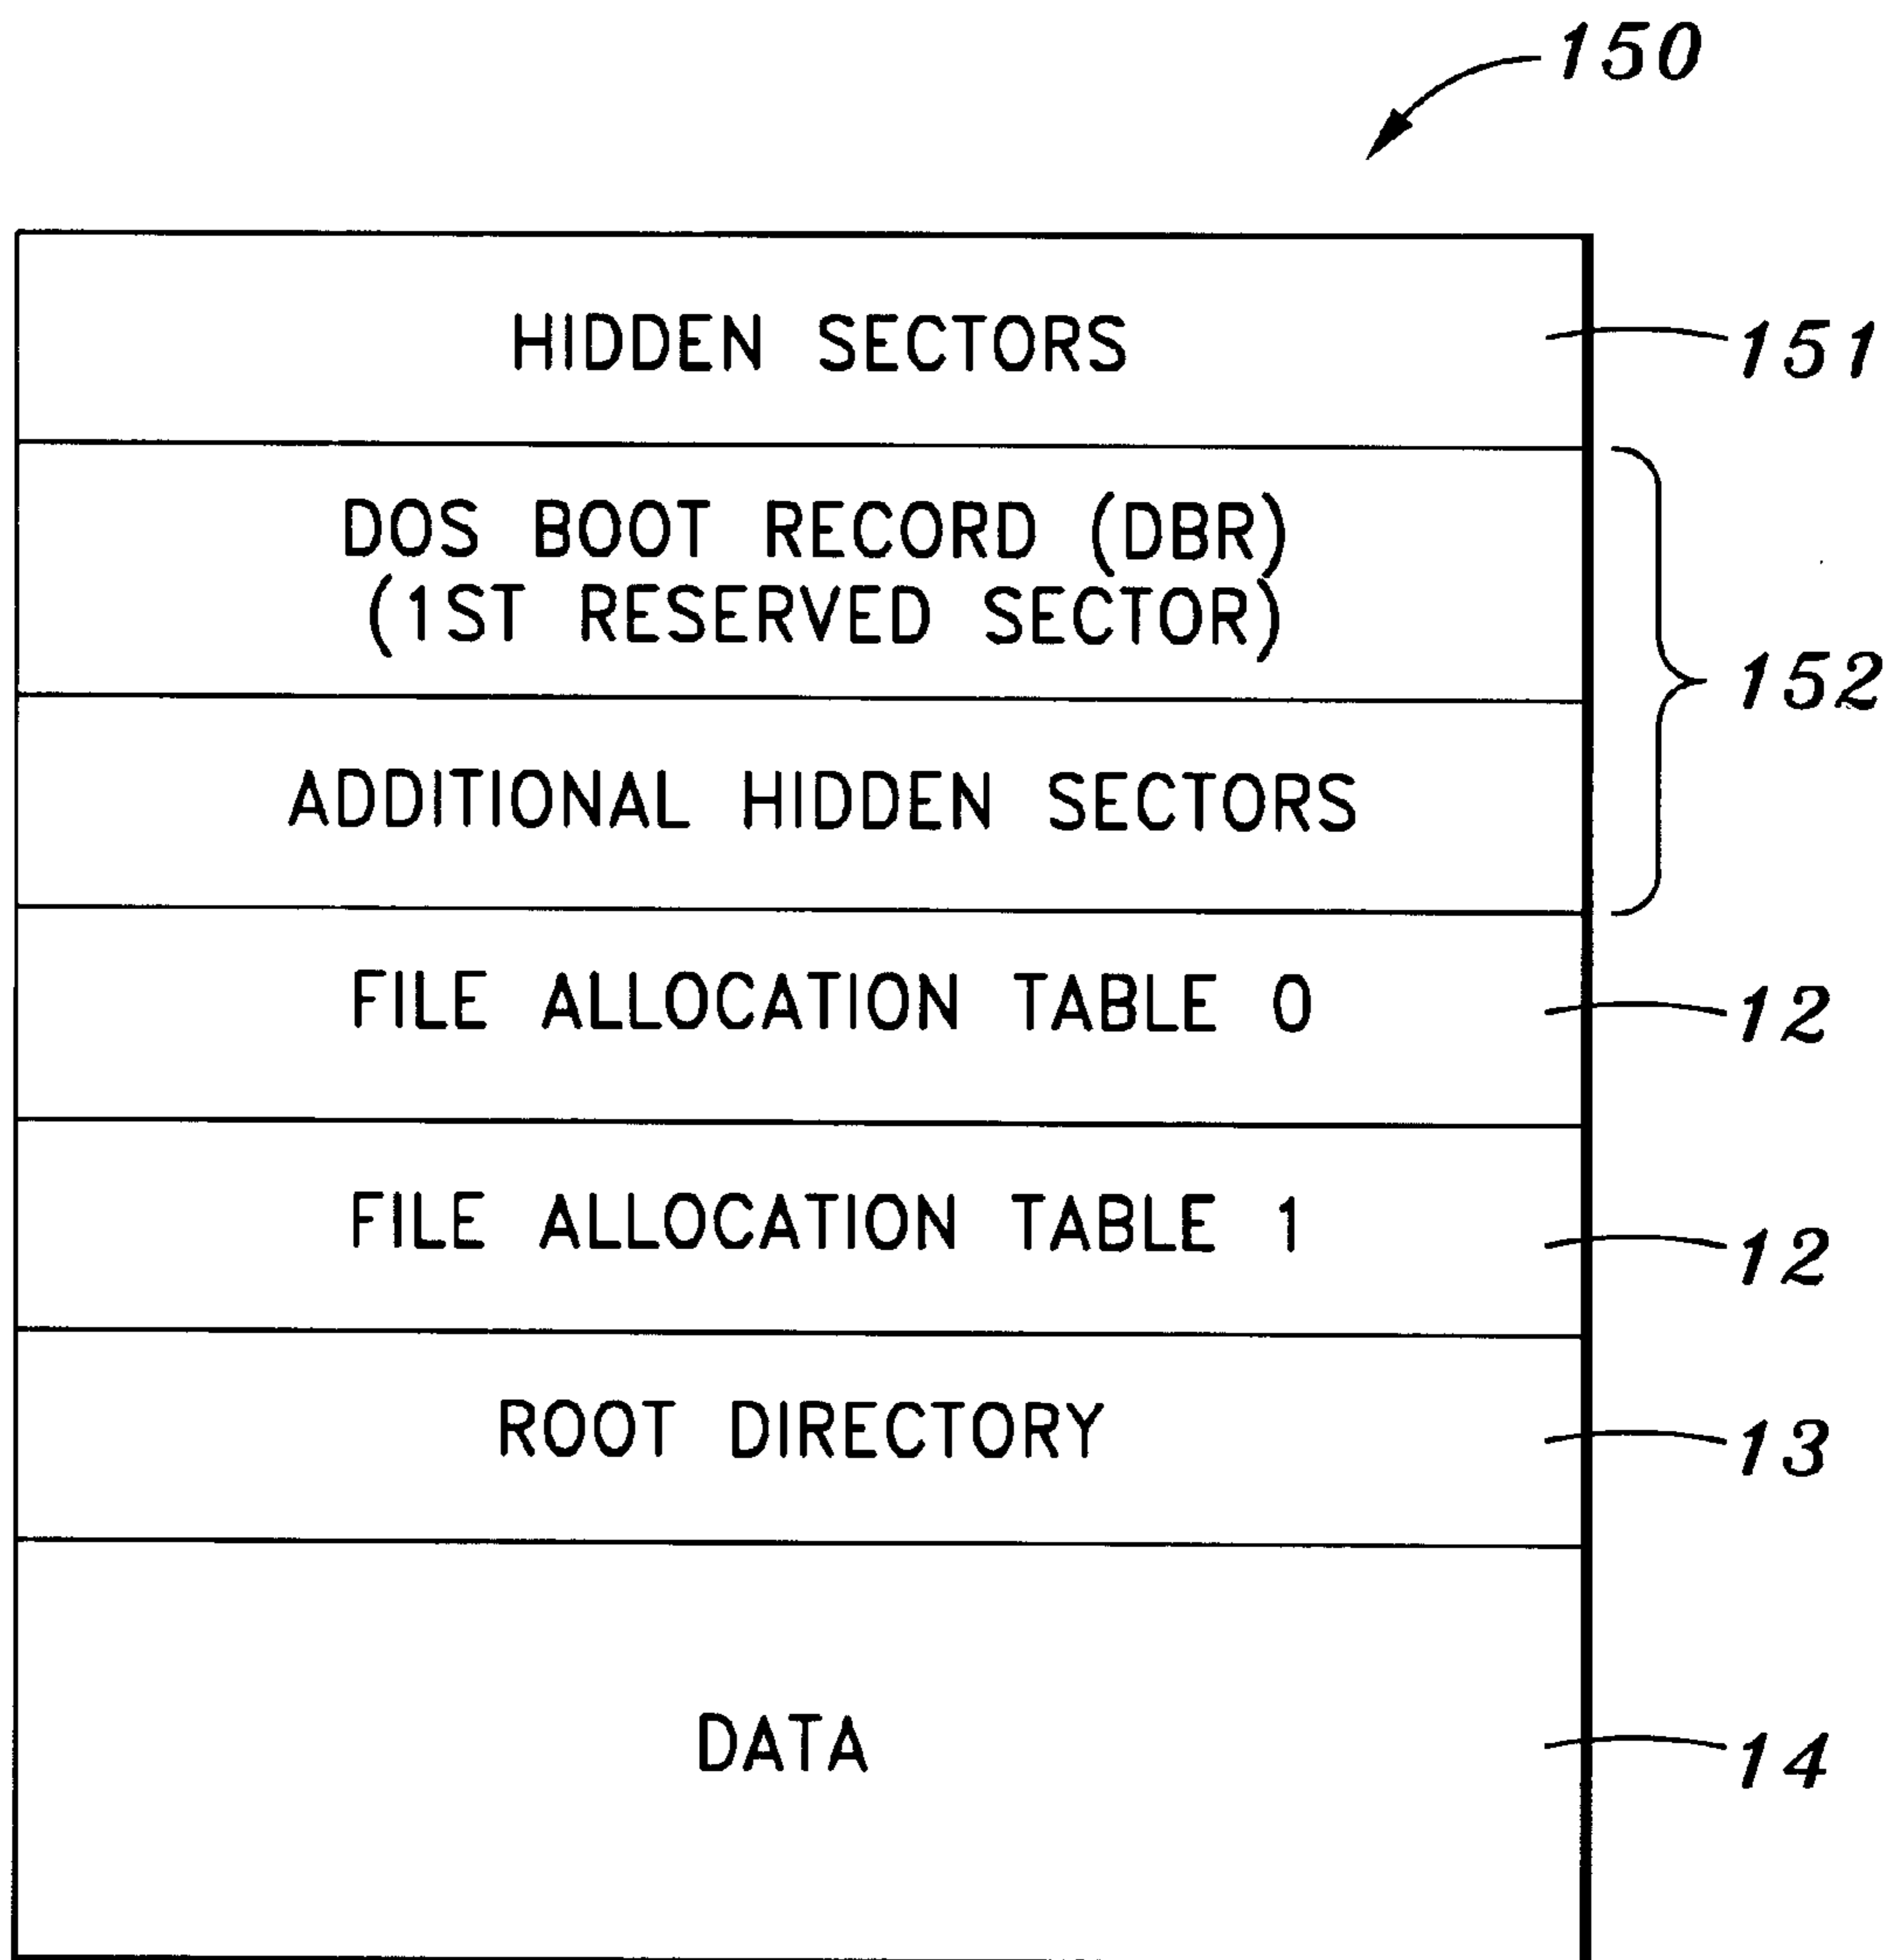 150
HIDDEN SECTORS
151
DOS BOOT RECORD (DBR)
(1ST RESERVED SECTOR)
152
ADDITIONAL HIDDEN SECTORS
FILE ALLOCATION TABLE 0
12
FILE ALLOCATION TABLE 1
12
ROOT DIRECTORY
13
DATA
14